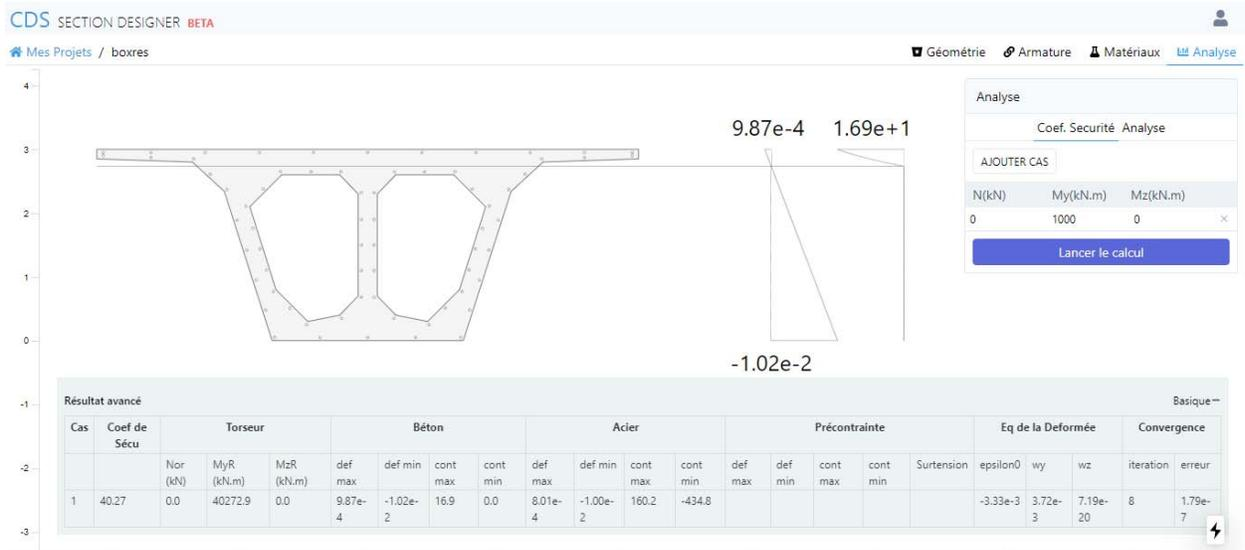 CDS SECTION DESIGNER BETA
Mes Projets / boxres
Géométrie Armature Matériaux Analyse
4
3
2
1
0
-1
-2
-3
9.87e-4 1.69e+1
-1.02e-2
Analyse
Coef. Securité Analyse
AJOUTER CAS
N(kN) My(kN.m) Mz(kN.m)
0 1000 0 ×
Lancer le calcul
Résultat avancé Basique
Cas Coef de Sécu Torseur Béton Acier Précontrainte Eq de la Deformée Convergence
Nor (kN) MyR (kN.m) MzR (kN.m) def max def min cont max cont min def max def min cont max cont min def max def min cont max cont min Surtension epsilon0 wy wz iteration erreur
1 40.27 0.0 40272.9 0.0 9.87e-4 -1.02e-2 16.9 0.0 8.01e-4 -1.00e-2 160.2 -434.8 -3.33e-3 3.72e-3 7.19e-20 8 1.79e-7